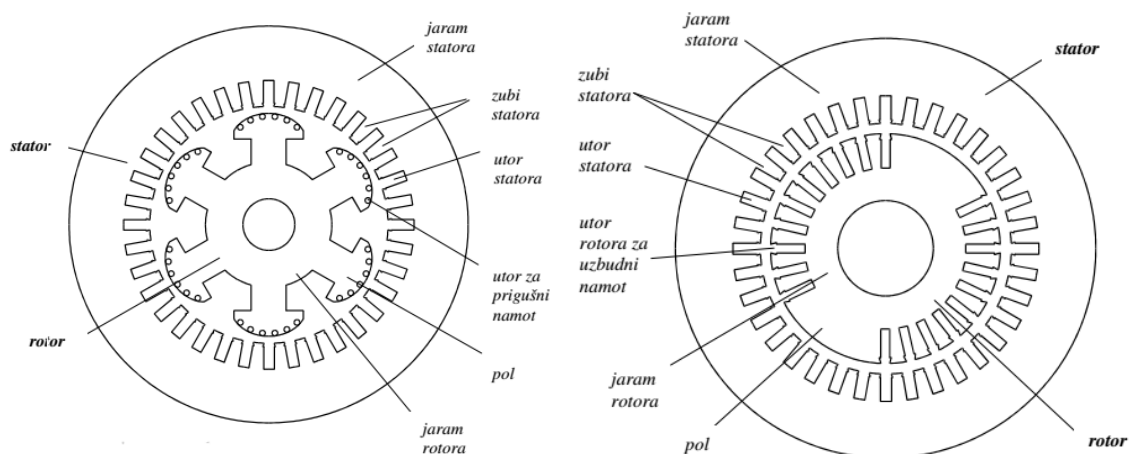 jaram
statora
zubi
statora
stator
utor
statora
utor za
prigušni
namot
rotor
pol
jaram
rotora
jaram
statora
stator
zubi
statora
utor
statora
utor
rotora za
uzbudni
namot
jaram
rotora
pol
rotor